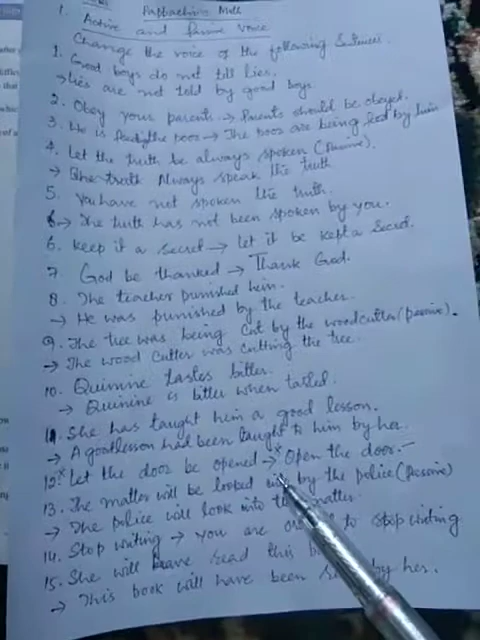 1. Paptachina Mill
Active and Passive Voice
Change the voice of the following Sentences.
1. Good boys do not tell lies.
→ Lies are not told by good boys.
2. Obey your parents → Parents should be obeyed.
3. He is the poor → The poor are being fed by him
4. Let the truth be always spoken (Passive).
→ truth Always speak the truth
5. You have not spoken the truth.
→ The truth has not been spoken by you.
6. keep it a secret → let it be kept a Secret.
7 God be thanked → Thank God.
8. The teacher punished him.
→ He was punished by the teacher.
9. The tree was being cut by the woodcutter (passive).
→ The wood cutter was cutting the tree.
10. Quinine tastes bitter.
→ Quinine is bitter when tasted.
11. She has taught him a good lesson.
→ A good lesson had been taught to him by her.
12. Let the door be opened → Open the door.
13. The matter will be looked into by the police (Passive)
→ The police will look into the matter.
14. Stop writing → You are to stop writing
15. She will have read this
→ This book will have been by her.